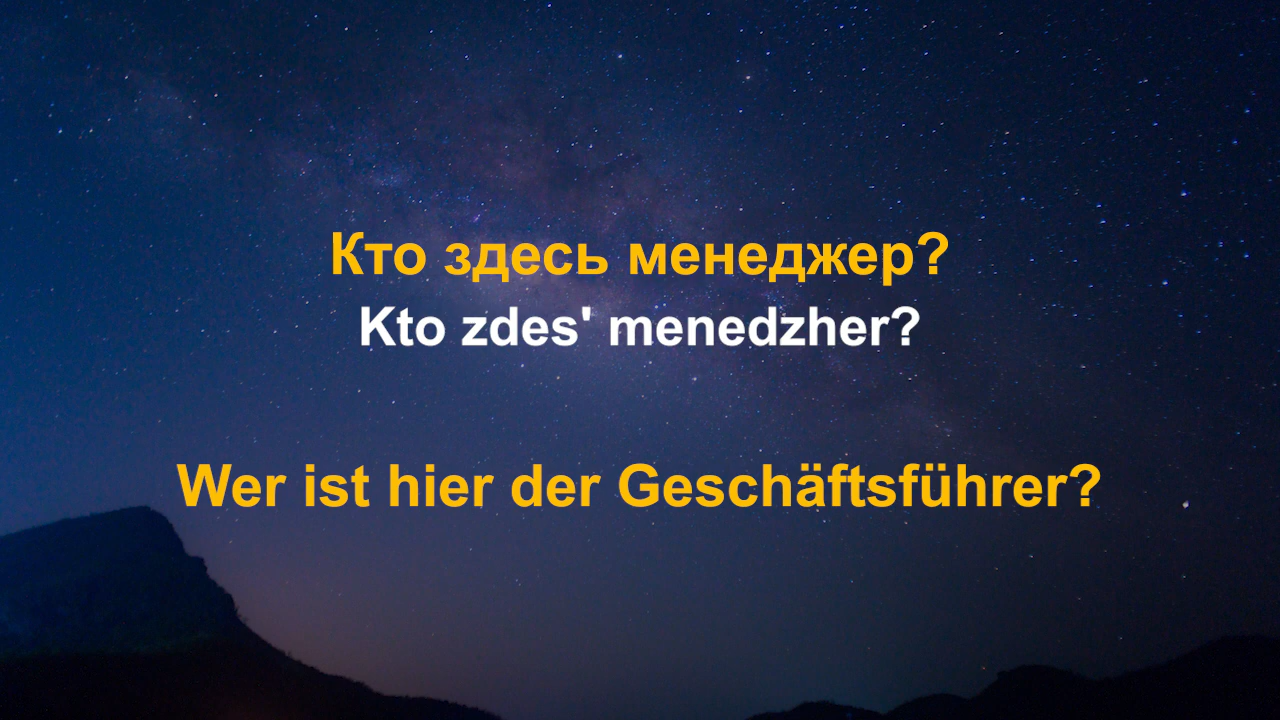 Кто здесь менеджер?
Kto zdes' menedzher?
Wer ist hier der Geschäftsführer?